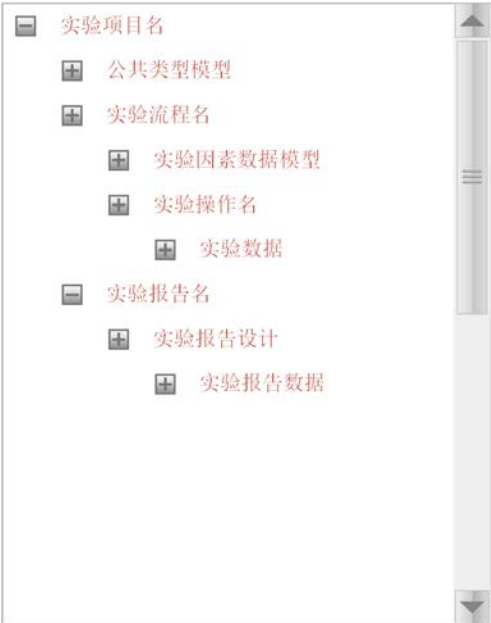 实验项目名
公共类型模型
实验流程名
实验因素数据模型
实验操作名
实验数据
实验报告名
实验报告设计
实验报告数据